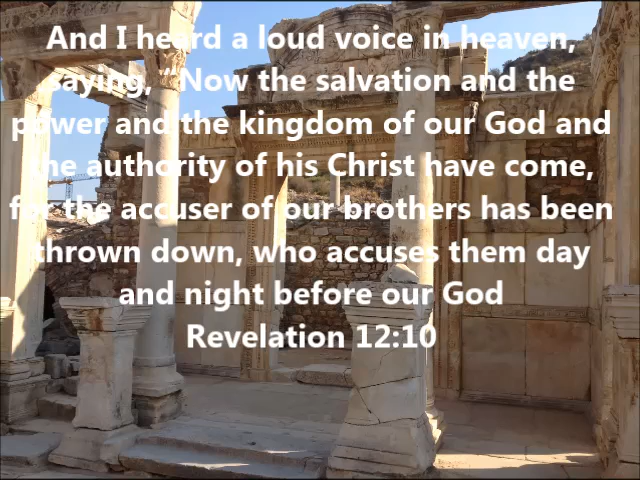 And I heard a loud voice in heaven,
saying, “Now the salvation and the
power and the kingdom of our God and
the authority of his Christ have come,
for the accuser of our brothers has been
thrown down, who accuses them day
and night before our God
Revelation 12:10